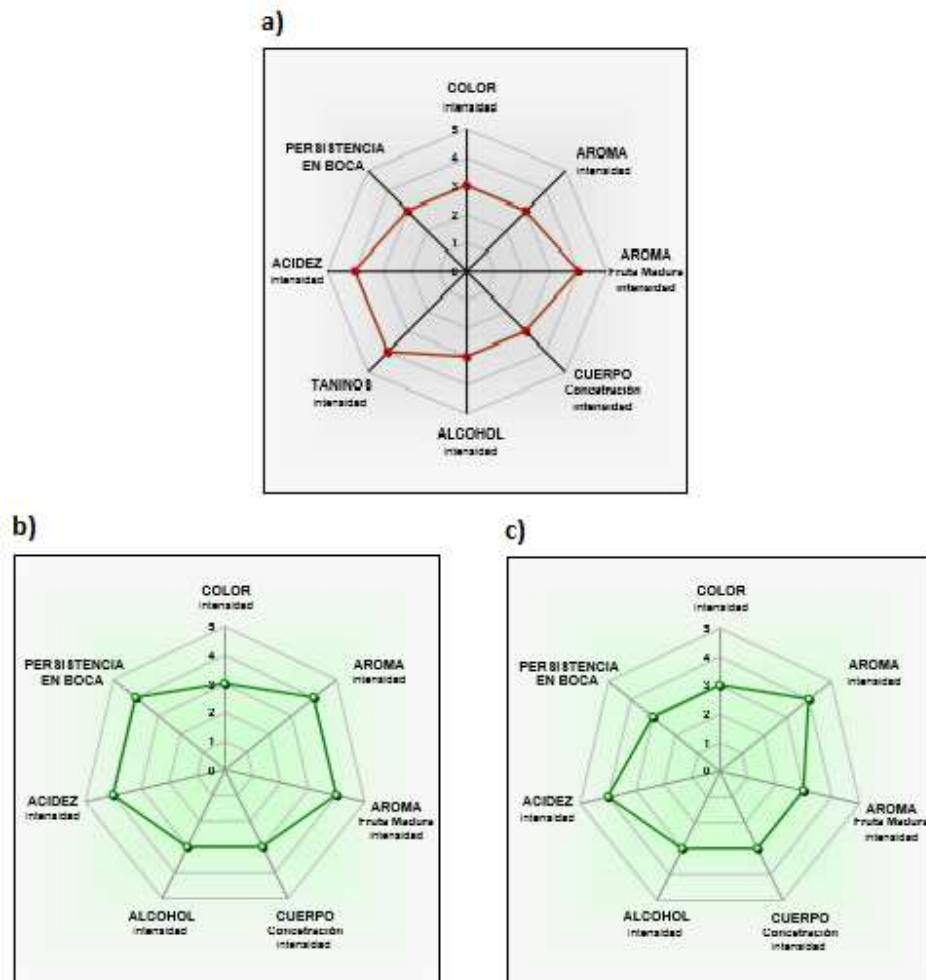 a)
COLOR
intensidad
PERSISTENCIA
EN BOCA
AROMA
intensidad
5
4
3
2
1
0
ACIDEZ
intensidad
AROMA
Fruta Madura
intensidad
TANINOS
intensidad
CUERPO
Concetración
intensidad
ALCOHOL
intensidad
b)
COLOR
intensidad
PERSISTENCIA
EN BOCA
AROMA
intensidad
5
4
3
2
1
0
ACIDEZ
intensidad
AROMA
Fruta Madura
intensidad
ALCOHOL
intensidad
CUERPO
Concetración
intensidad
c)
COLOR
intensidad
PERSISTENCIA
EN BOCA
AROMA
intensidad
5
4
3
2
1
0
ACIDEZ
intensidad
AROMA
Fruta Madura
intensidad
ALCOHOL
intensidad
CUERPO
Concetración
intensidad